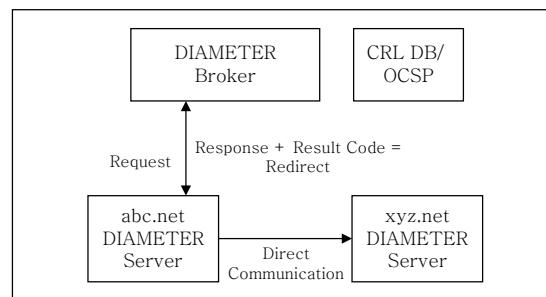 DIAMETER
Broker
CRL DB/
OCSP
Request
Response + Result Code =
Redirect
abc.net
DIAMETER
Server
Direct
Communication
xyz.net
DIAMETER
Server